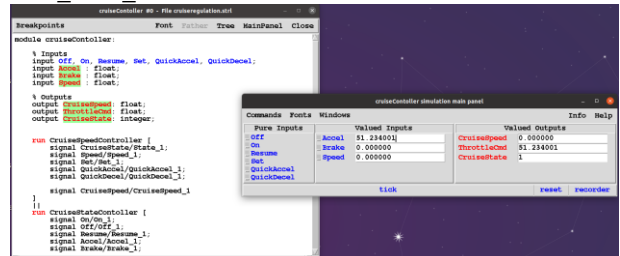 cruiseContoller #0 - File cruiseregulation.strl
Breakpoints Font Father Tree MainPanel Close
module cruiseContoller:
% Inputs
input Off, On, Resume, Set, QuickAccel, QuickDecel;
input Accel : float;
input Brake : float;
input Speed : float;
% Outputs
output CruiseSpeed: float;
output ThrottleCmd: float;
output CruiseState: integer;
run CruiseSpeedController [
signal CruiseState/State_1;
signal Speed/Speed_1;
signal Set/Set_1;
signal QuickAccel/QuickAccel_1;
signal QuickDecel/QuickDecel_1;
signal CruiseSpeed/CruiseSpeed_1
]
||
run CruiseStateContoller [
signal On/On_1;
signal Off/Off_1;
signal Resume/Resume_1;
signal Accel/Accel_1;
signal Brake/Brake_1;
cruiseContoller simulation main panel
Commands Fonts Windows Info Help
Pure Inputs Valued Inputs Valued Outputs
Off Accel 51.234001 CruiseSpeed 0.000000
On Brake 0.000000 ThrottleCmd 51.234001
Resume Speed 0.000000 CruiseState 1
Set
QuickAccel
QuickDecel
tick reset recorder